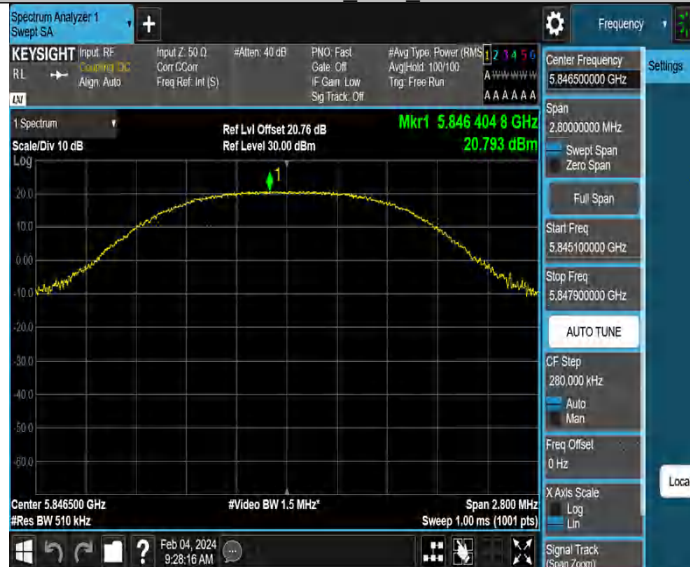 Spectrum Analyzer 1
Swept SA
Frequency
KEYSIGHT
RL
LXI
Input: RF
Coupling: DC
Align: Auto
Input Z: 50 Ω
Corr CCorr
Freq Ref: Int (S)
#Atten: 40 dB
PNO: Fast
Gate: Off
IF Gain: Low
Sig Track: Off
#Avg Type: Power (RMS
Avg|Hold: 100/100
Trig: Free Run
1 2 3 4 5 6
A W W W W W
A A A A A A
1 Spectrum
Scale/Div 10 dB
Ref Lvl Offset 20.76 dB
Ref Level 30.00 dBm
Mkr1 5.846 404 8 GHz
20.793 dBm
Log
1
20.0
10.0
0.00
-10.0
-20.0
-30.0
-40.0
-50.0
-60.0
Center 5.846500 GHz
#Res BW 510 kHz
#Video BW 1.5 MHz*
Span 2.800 MHz
Sweep 1.00 ms (1001 pts)
?
Feb 04, 2024
9:28:16 AM
Center Frequency
5.846500000 GHz
Span
2.80000000 MHz
Swept Span
Zero Span
Full Span
Start Freq
5.845100000 GHz
Stop Freq
5.847900000 GHz
AUTO TUNE
CF Step
280.000 kHz
Auto
Man
Freq Offset
0 Hz
X Axis Scale
Log
Lin
Signal Track
(Span Zoom)
Settings
Loca